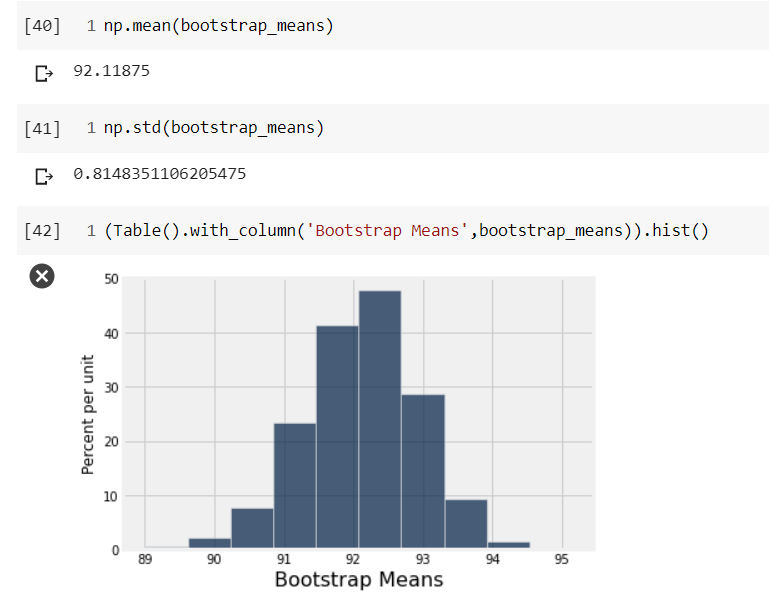 [40] 1 np.mean(bootstrap_means)
92.11875
[41] 1 np.std(bootstrap_means)
0.8148351106205475
[42] 1 (Table().with_column('Bootstrap Means',bootstrap_means)).hist()
50
40
30
20
10
0
Percent per unit
89 90 91 92 93 94 95
Bootstrap Means